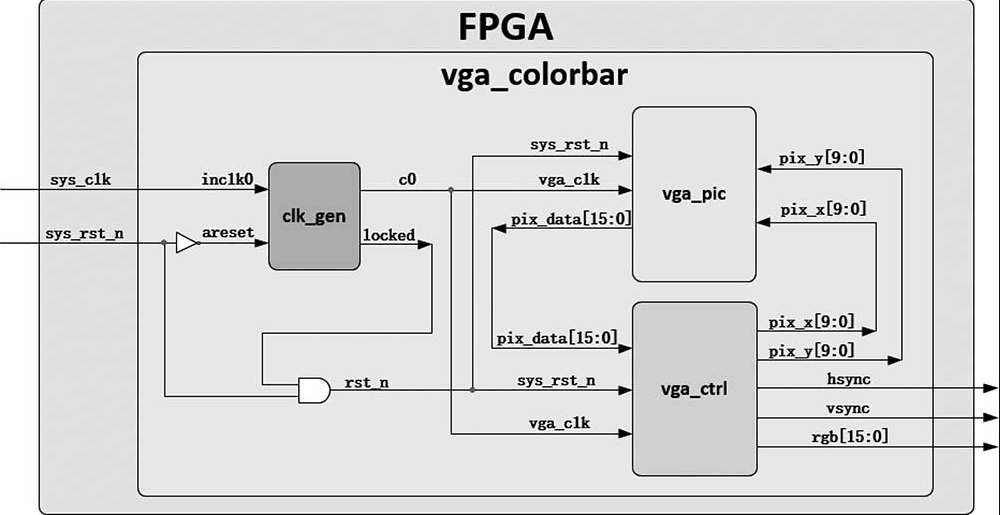 FPGA
vga_colorbar
sys_clk
inclk0
clk_gen
c0
sys_rst_n
areset
locked
sys_rst_n
vga_clk
pix_data[15:0]
vga_pic
pix_y[9:0]
pix_x[9:0]
pix_data[15:0]
rst_n
sys_rst_n
vga_clk
vga_ctrl
pix_x[9:0]
pix_y[9:0]
hsync
vsync
rgb[15:0]